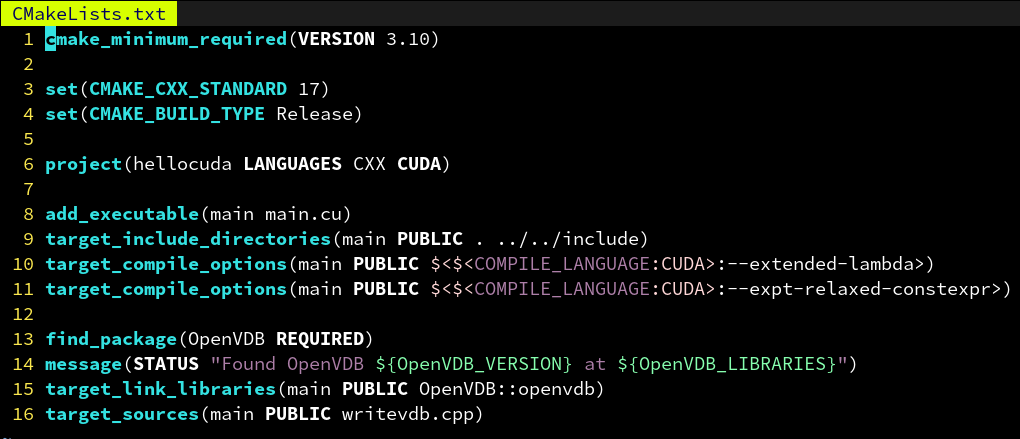 CMakeLists.txt
1 cmake_minimum_required(VERSION 3.10)
2
3 set(CMAKE_CXX_STANDARD 17)
4 set(CMAKE_BUILD_TYPE Release)
5
6 project(hellocuda LANGUAGES CXX CUDA)
7
8 add_executable(main main.cu)
9 target_include_directories(main PUBLIC . ../../include)
10 target_compile_options(main PUBLIC $<$<COMPILE_LANGUAGE:CUDA>:--extended-lambda>)
11 target_compile_options(main PUBLIC $<$<COMPILE_LANGUAGE:CUDA>:--expt-relaxed-constexpr>)
12
13 find_package(OpenVDB REQUIRED)
14 message(STATUS "Found OpenVDB ${OpenVDB_VERSION} at ${OpenVDB_LIBRARIES}")
15 target_link_libraries(main PUBLIC OpenVDB::openvdb)
16 target_sources(main PUBLIC writevdb.cpp)